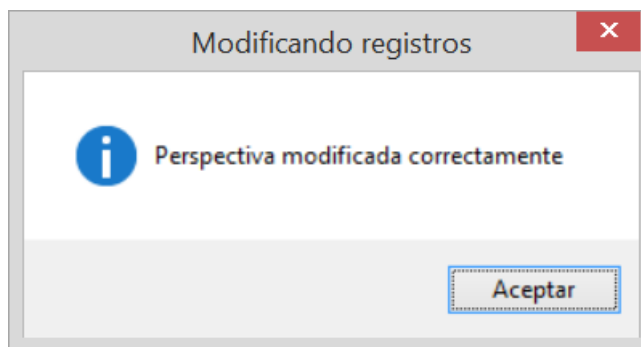 Modificando registros
Perspectiva modificada correctamente
Aceptar